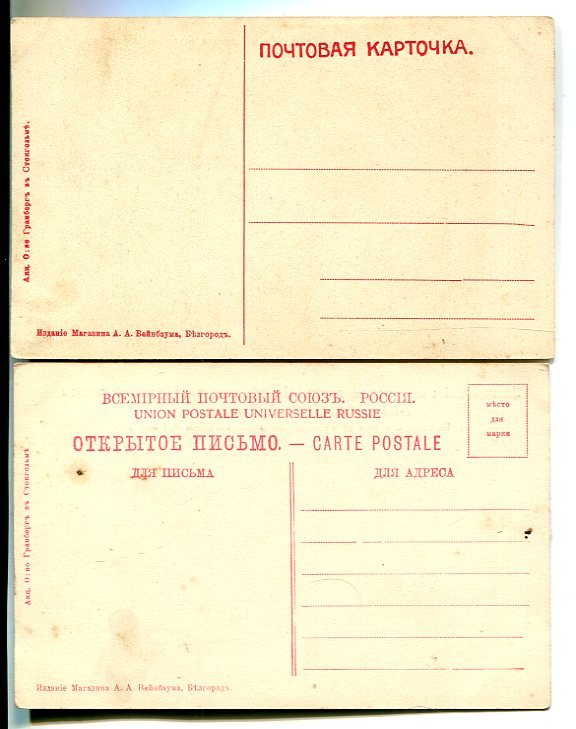 ПОЧТОВАЯ КАРТОЧКА.
Акц. О:во Гранбергъ въ Стокгольмѣ.
Изданіе Магазина А. А. Вейнбаума, Бѣлгородъ.
ВСЕМІРНЫЙ ПОЧТОВЫЙ СОЮЗЪ. РОССІЯ.
UNION POSTALE UNIVERSELLE RUSSIE
ОТКРЫТОЕ ПИСЬМО. — CARTE POSTALE
мѣсто
для
марки
ДЛЯ ПИСЬМА
ДЛЯ АДРЕСА
Акц. О:во Гранбергъ въ Стокгольмѣ
Изданіе Магазина А. А. Вейнбаума, Бѣлгородъ.